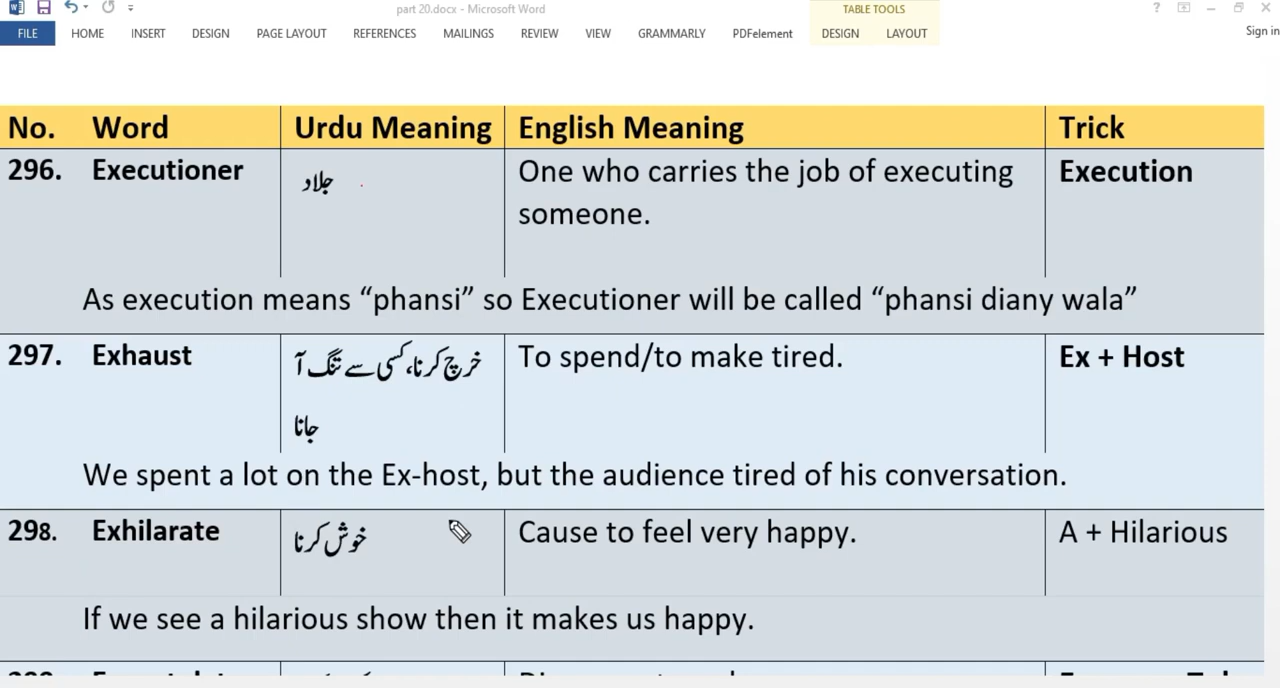 part 20.docx - Microsoft Word
TABLE TOOLS
FILE HOME INSERT DESIGN PAGE LAYOUT REFERENCES MAILINGS REVIEW VIEW GRAMMARLY PDFelement DESIGN LAYOUT Sign in
No. Word Urdu Meaning English Meaning Trick
296. Executioner جلاد One who carries the job of executing Execution
someone.
As execution means “phansi” so Executioner will be called “phansi diany wala”
297. Exhaust خرچ کرنا، کسی سے تنگ آ To spend/to make tired. Ex + Host
جانا
We spent a lot on the Ex-host, but the audience tired of his conversation.
298. Exhilarate خوش کرنا Cause to feel very happy. A + Hilarious
If we see a hilarious show then it makes us happy.